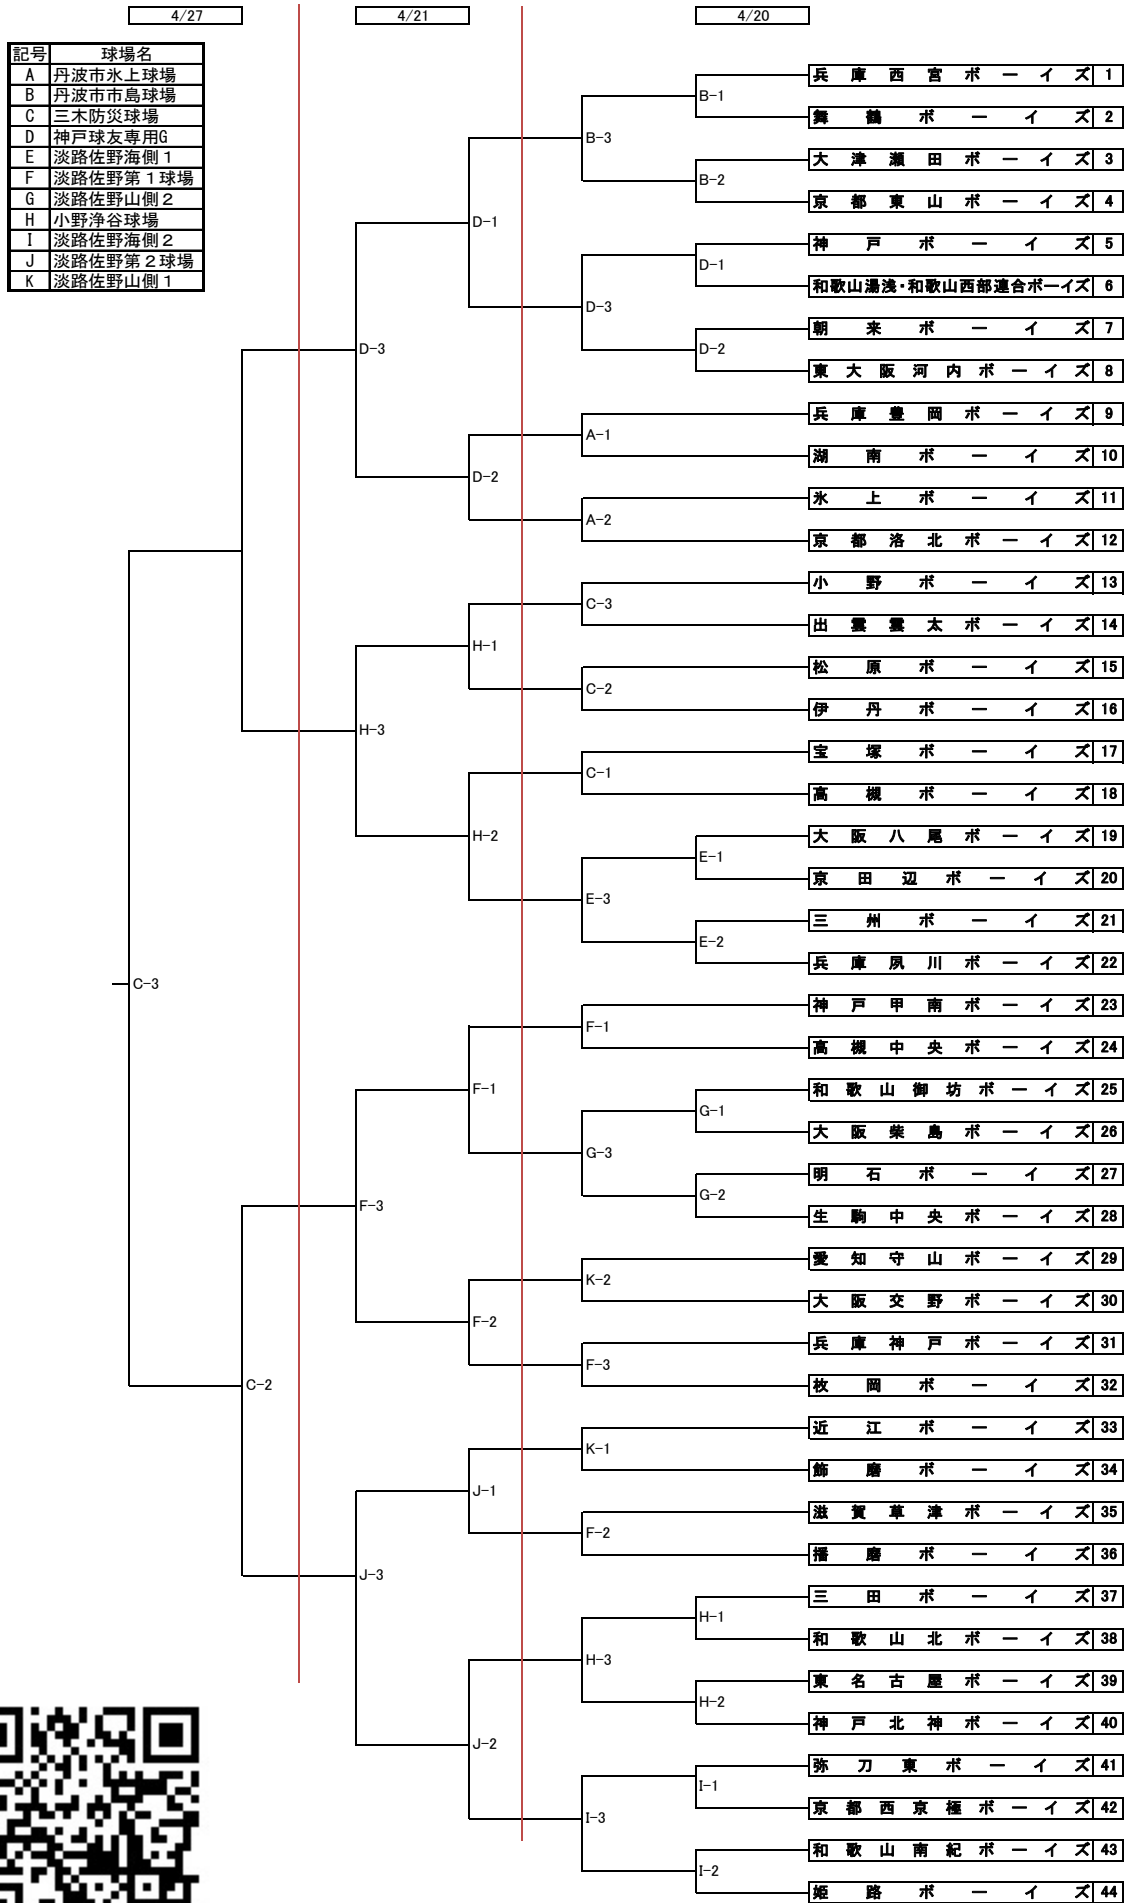 4/27 4/21 4/20
記号 球場名
A 丹波市氷上球場
B 丹波市市島球場
C 三木防災球場
D 神戸球友専用G
E 淡路佐野海側１
F 淡路佐野第１球場
G 淡路佐野山側２
H 小野浄谷球場
I 淡路佐野海側２
J 淡路佐野第２球場
K 淡路佐野山側１
兵庫西宮ボーイズ 1
B-1
舞鶴ボーイズ 2
B-3
大津瀬田ボーイズ 3
B-2
京都東山ボーイズ 4
D-1
神戸ボーイズ 5
D-1
和歌山湯浅・和歌山西部連合ボーイズ 6
D-3
朝来ボーイズ 7
D-3 D-2
東大阪河内ボーイズ 8
兵庫豊岡ボーイズ 9
A-1
湖南ボーイズ 10
D-2
氷上ボーイズ 11
A-2
京都洛北ボーイズ 12
小野ボーイズ 13
C-3
出雲雲太ボーイズ 14
H-1
松原ボーイズ 15
C-2
伊丹ボーイズ 16
H-3
宝塚ボーイズ 17
C-1
高槻ボーイズ 18
H-2
大阪八尾ボーイズ 19
E-1
京田辺ボーイズ 20
E-3
三州ボーイズ 21
E-2
兵庫夙川ボーイズ 22
C-3
神戸甲南ボーイズ 23
F-1
高槻中央ボーイズ 24
F-1
和歌山御坊ボーイズ 25
G-1
大阪柴島ボーイズ 26
G-3
明石ボーイズ 27
G-2
生駒中央ボーイズ 28
F-3
愛知守山ボーイズ 29
K-2
大阪交野ボーイズ 30
F-2
兵庫神戸ボーイズ 31
F-3
枚岡ボーイズ 32
C-2
近江ボーイズ 33
K-1
飾磨ボーイズ 34
J-1
滋賀草津ボーイズ 35
F-2
播磨ボーイズ 36
J-3
三田ボーイズ 37
H-1
和歌山北ボーイズ 38
H-3
東名古屋ボーイズ 39
H-2
神戸北神ボーイズ 40
J-2
弥刀東ボーイズ 41
I-1
京都西京極ボーイズ 42
I-3
和歌山南紀ボーイズ 43
I-2
姫路ボーイズ 44